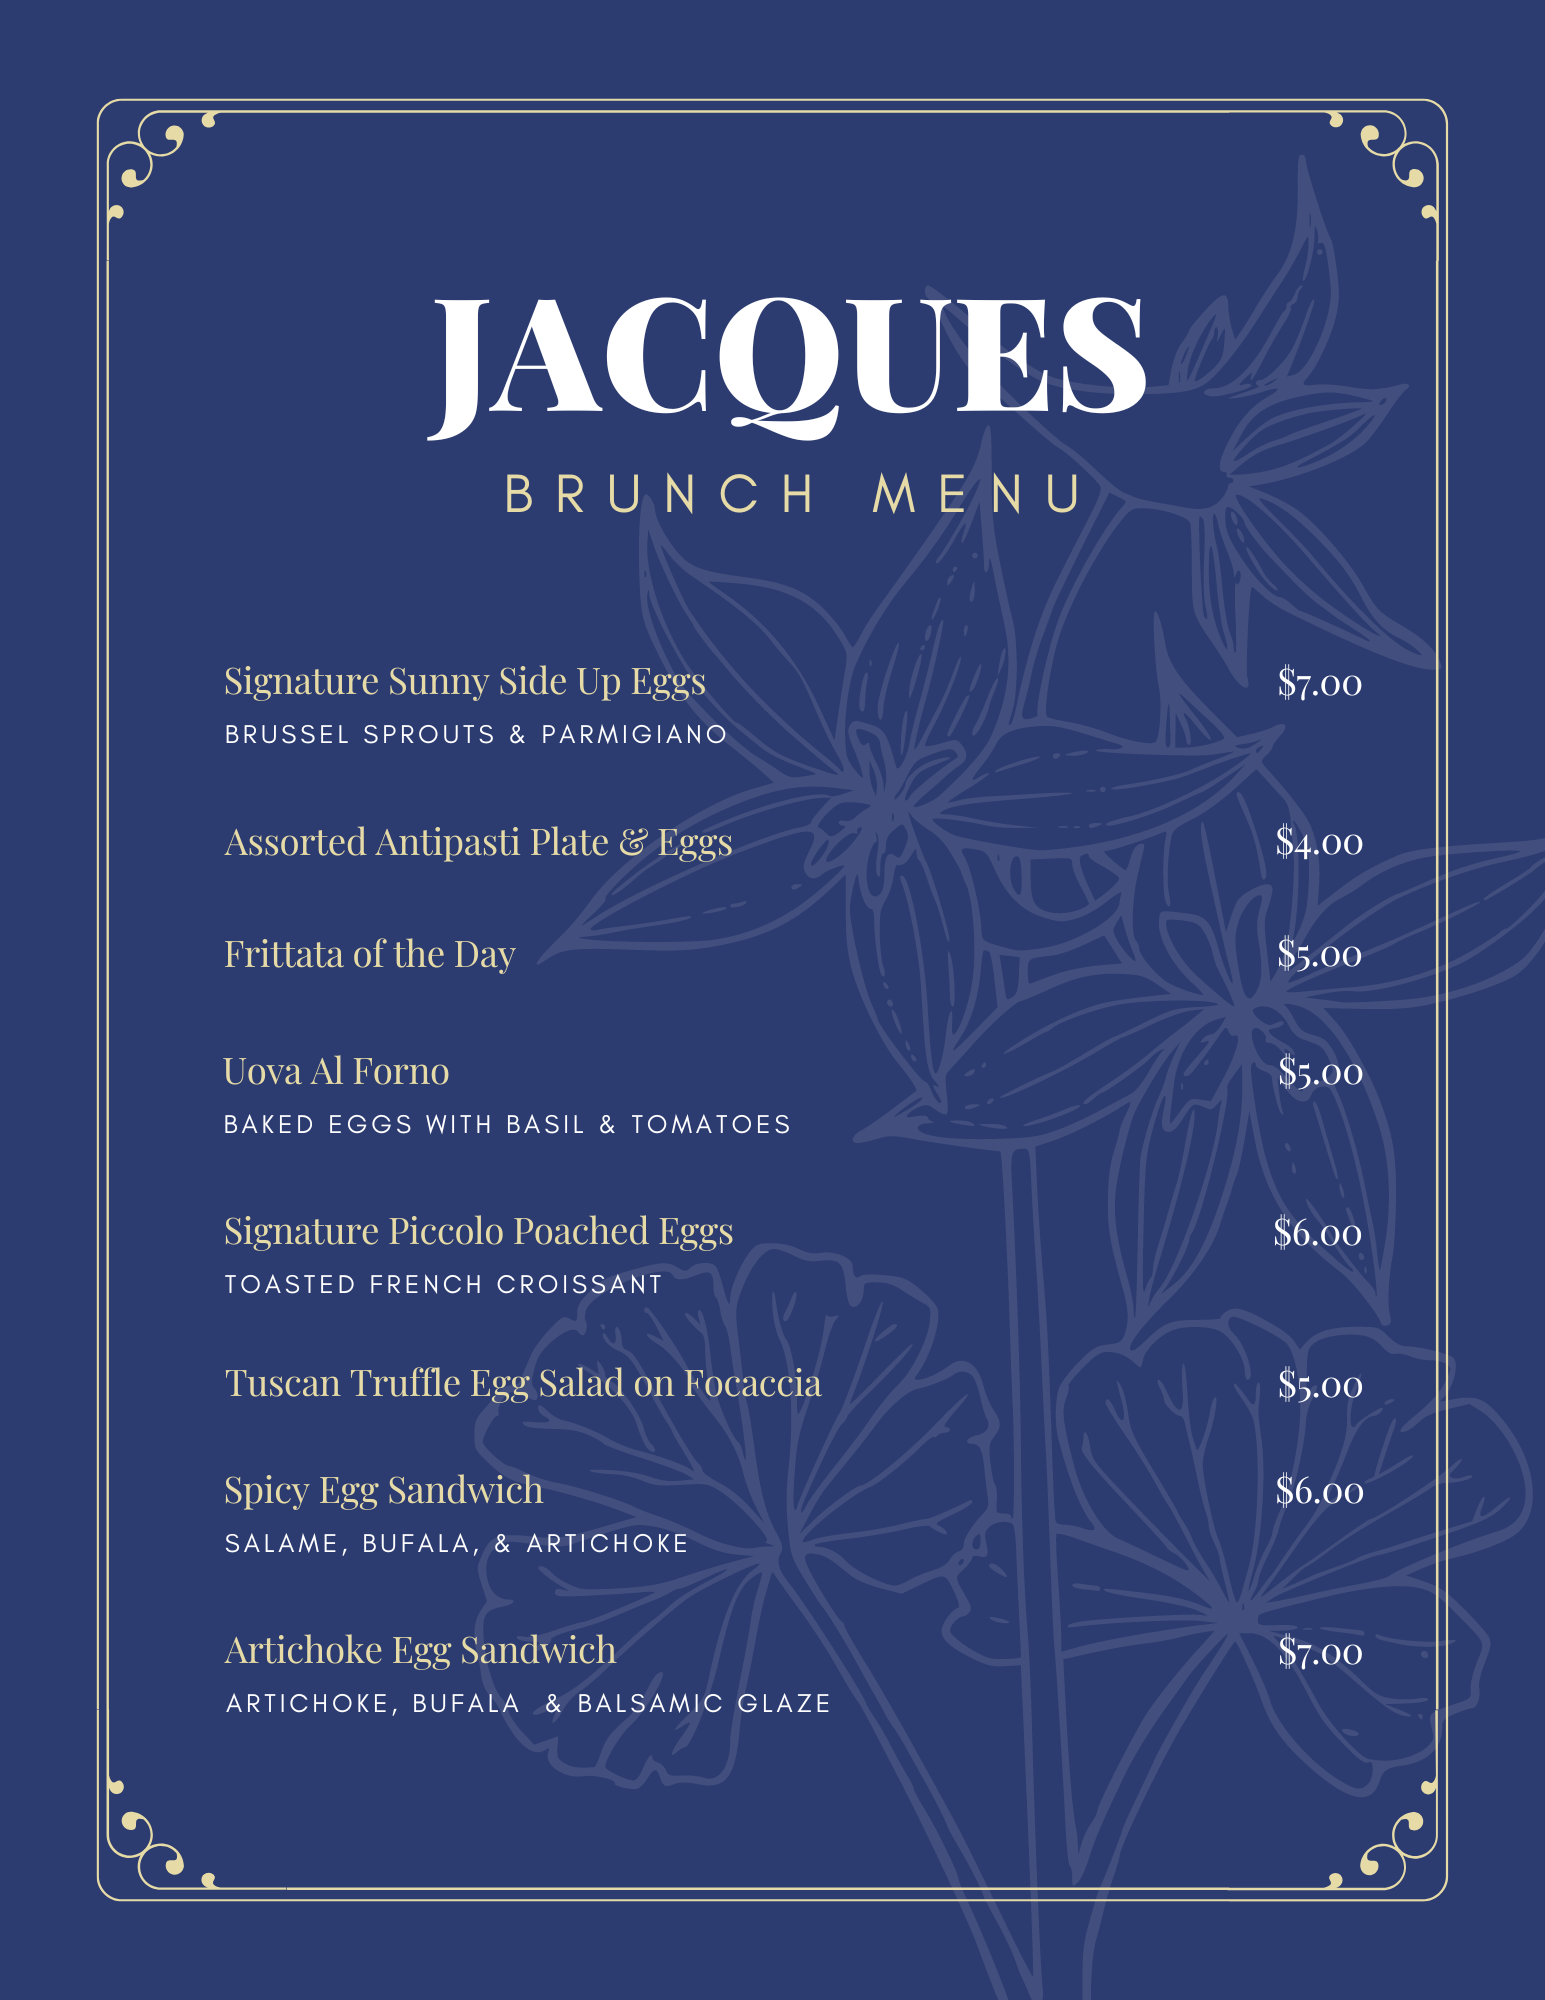 JACQUES
BRUNCH MENU
Signature Sunny Side Up Eggs $7.00
BRUSSEL SPROUTS & PARMIGIANO
Assorted Antipasti Plate & Eggs $4.00
Frittata of the Day $5.00
Uova Al Forno $5.00
BAKED EGGS WITH BASIL & TOMATOES
Signature Piccolo Poached Eggs $6.00
TOASTED FRENCH CROISSANT
Tuscan Truffle Egg Salad on Focaccia $5.00
Spicy Egg Sandwich $6.00
SALAME, BUFALA, & ARTICHOKE
Artichoke Egg Sandwich $7.00
ARTICHOKE, BUFALA  & BALSAMIC GLAZE